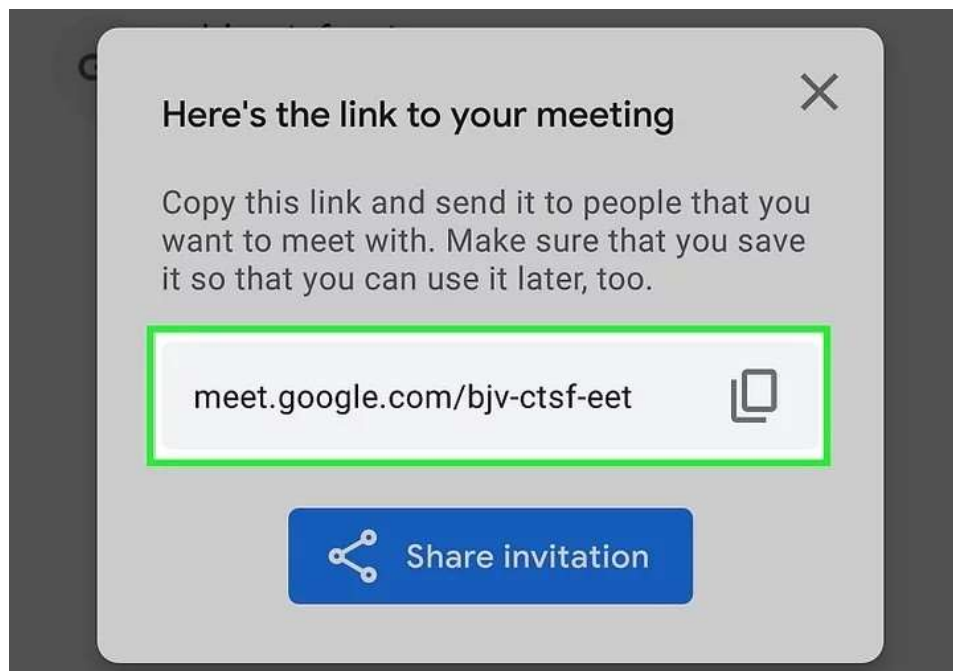 Here's the link to your meeting
Copy this link and send it to people that you
want to meet with. Make sure that you save
it so that you can use it later, too.
meet.google.com/bjv-ctsf-eet
Share invitation